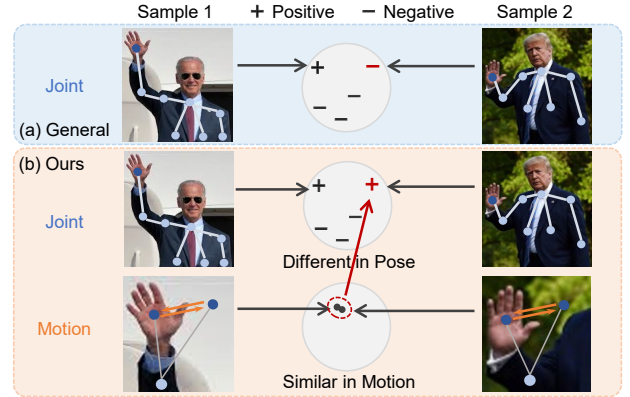 Sample 1 + Positive − Negative Sample 2
Joint
(a) General
(b) Ours
Joint
Different in Pose
Motion
Similar in Motion